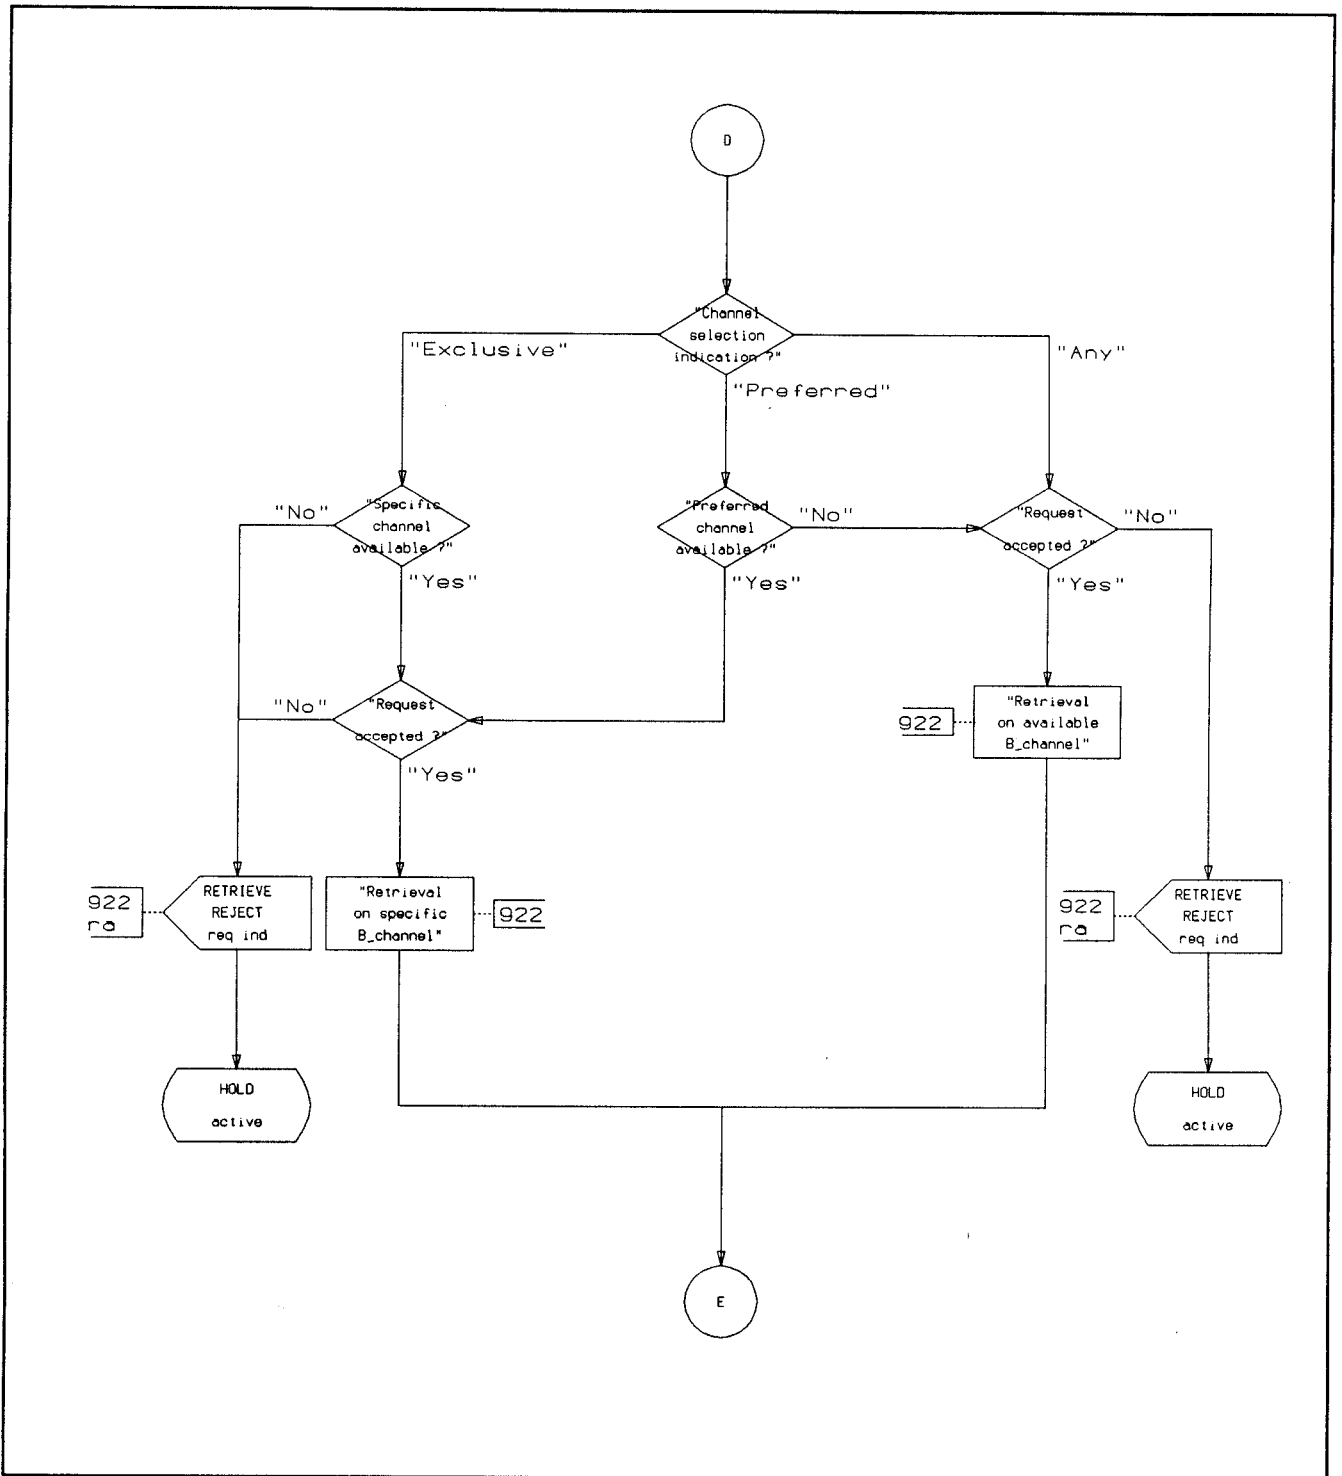 D
"Channel
selection
indication ?"
"Exclusive"
"Any"
"Preferred"
"No"
"Specific
channel
available ?"
"Preferred
channel
available ?"
"No"
"Request
accepted ?"
"No"
"Yes"
"Yes"
"Yes"
"No"
"Request
accepted ?"
"Yes"
922
"Retrieval
on available
B_channel"
922
ra
RETRIEVE
REJECT
req ind
"Retrieval
on specific
B_channel"
922
922
ra
RETRIEVE
REJECT
req ind
HOLD
active
HOLD
active
E